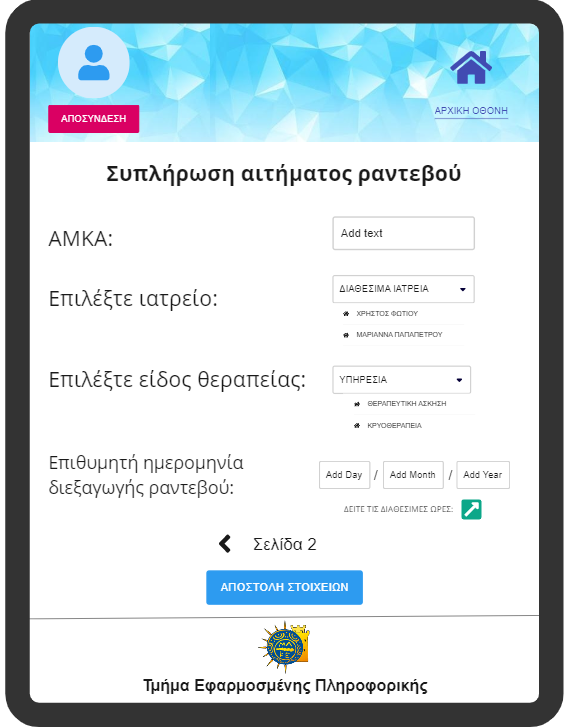 ΑΠΟΣΥΝΔΕΣΗ
ΑΡΧΙΚΗ ΟΘΟΝΗ
Συπλήρωση αιτήματος ραντεβού
ΑΜΚΑ:
Add text
Επιλέξτε ιατρείο:
ΔΙΑΘΕΣΙΜΑ ΙΑΤΡΕΙΑ
ΧΡΗΣΤΟΣ ΦΩΤΙΟΥ
ΜΑΡΙΑΝΝΑ ΠΑΠΑΠΕΤΡΟΥ
Επιλέξτε είδος θεραπείας:
ΥΠΗΡΕΣΙΑ
ΘΕΡΑΠΕΥΤΙΚΗ ΑΣΚΗΣΗ
ΚΡΥΟΘΕΡΑΠΕΙΑ
Επιθυμητή ημερομηνία
διεξαγωγής ραντεβού:
Add Day / Add Month / Add Year
ΔΕΙΤΕ ΤΙΣ ΔΙΑΘΕΣΙΜΕΣ ΩΡΕΣ:
Σελίδα 2
ΑΠΟΣΤΟΛΗ ΣΤΟΙΧΕΙΩΝ
Τμήμα Εφαρμοσμένης Πληροφορικής